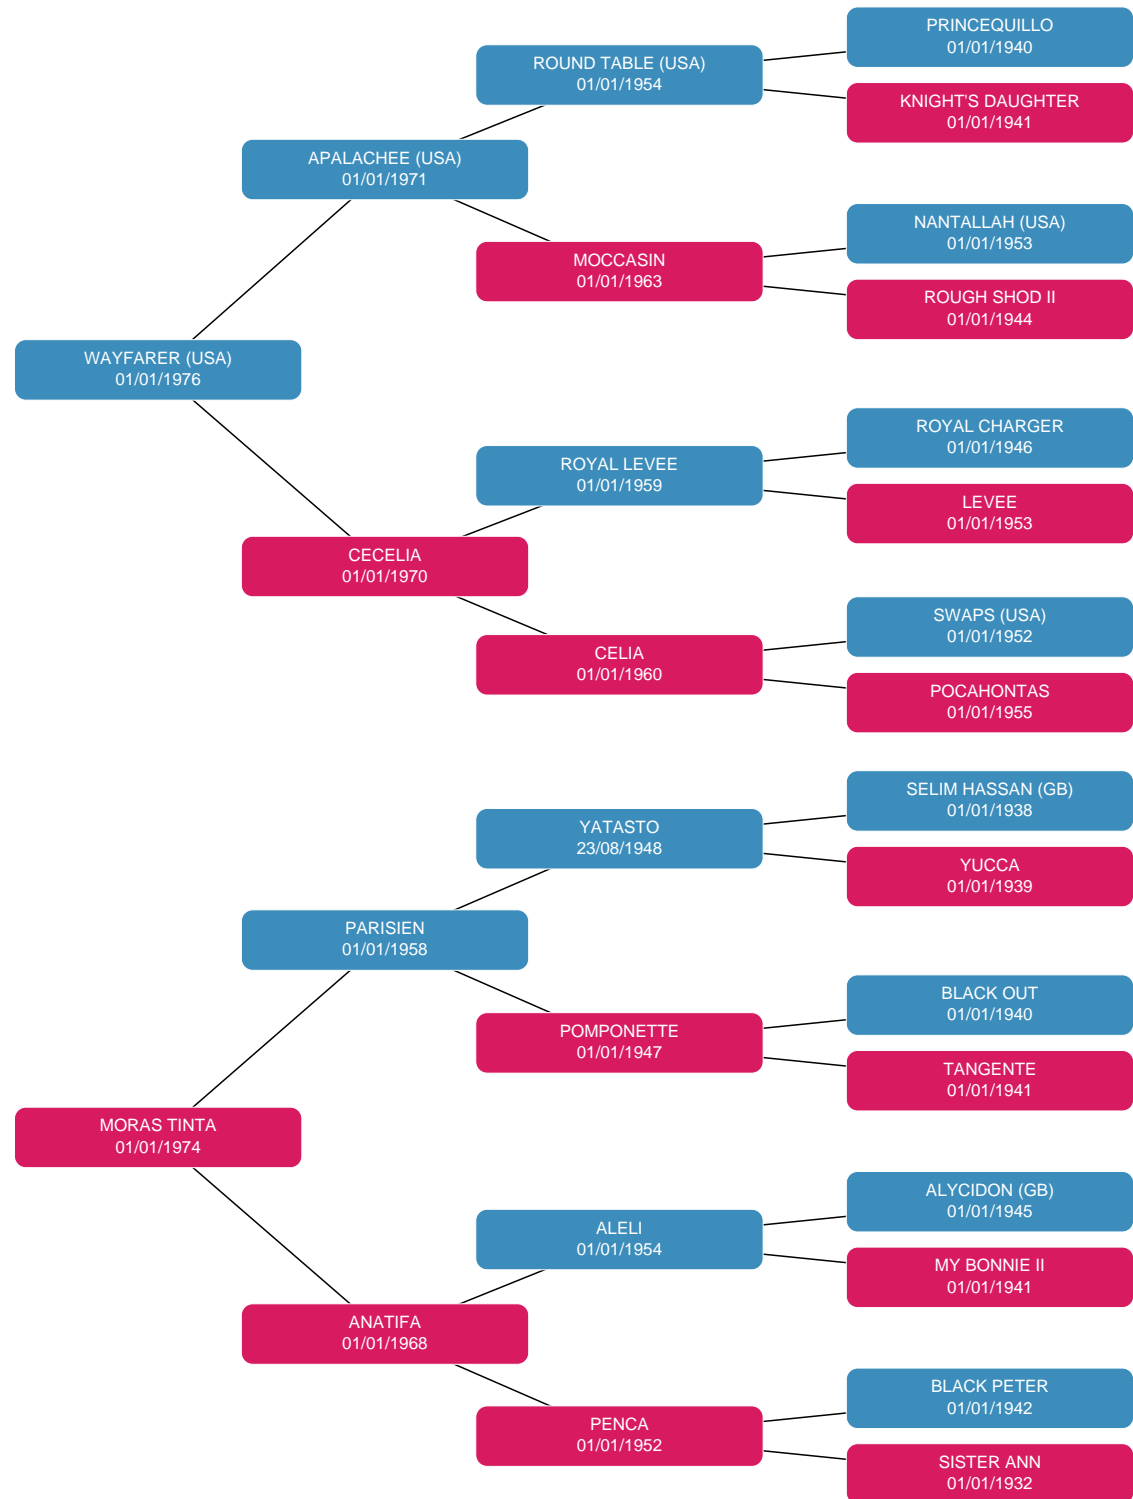 PRINCEQUILLO
01/01/1940
ROUND TABLE (USA)
01/01/1954
KNIGHT'S DAUGHTER
01/01/1941
APALACHEE (USA)
01/01/1971
NANTALLAH (USA)
01/01/1953
MOCCASIN
01/01/1963
ROUGH SHOD II
01/01/1944
WAYFARER (USA)
01/01/1976
ROYAL CHARGER
01/01/1946
ROYAL LEVEE
01/01/1959
LEVEE
01/01/1953
CECELIA
01/01/1970
SWAPS (USA)
01/01/1952
CELIA
01/01/1960
POCAHONTAS
01/01/1955
SELIM HASSAN (GB)
01/01/1938
YATASTO
23/08/1948
YUCCA
01/01/1939
PARISIEN
01/01/1958
BLACK OUT
01/01/1940
POMPONETTE
01/01/1947
TANGENTE
01/01/1941
MORAS TINTA
01/01/1974
ALYCIDON (GB)
01/01/1945
ALELI
01/01/1954
MY BONNIE II
01/01/1941
ANATIFA
01/01/1968
BLACK PETER
01/01/1942
PENCA
01/01/1952
SISTER ANN
01/01/1932